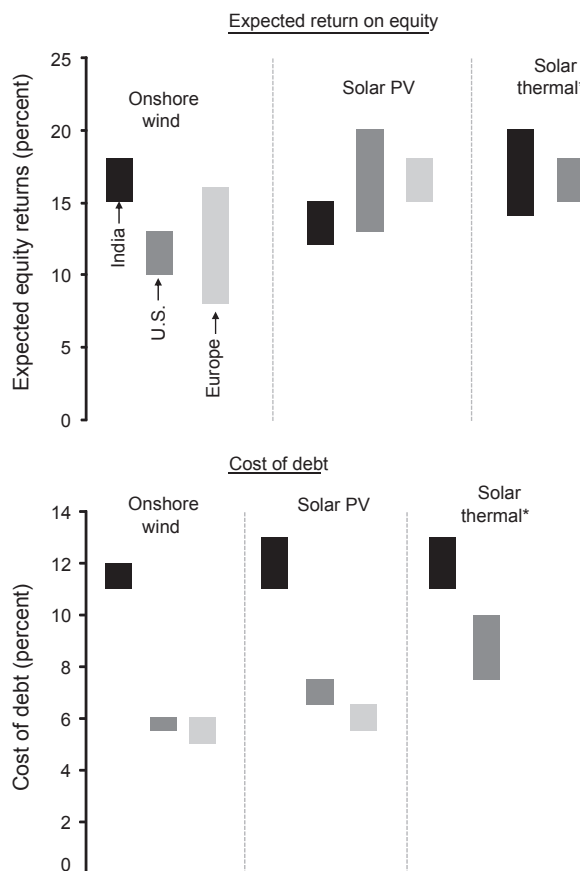 Expected return on equity
Expected equity returns (percent)
25
20
15
10
5
0
Onshore
wind
Solar PV
Solar
thermal*
India
U.S.
Europe
Cost of debt
Cost of debt (percent)
14
12
10
8
6
4
2
0
Onshore
wind
Solar PV
Solar
thermal*